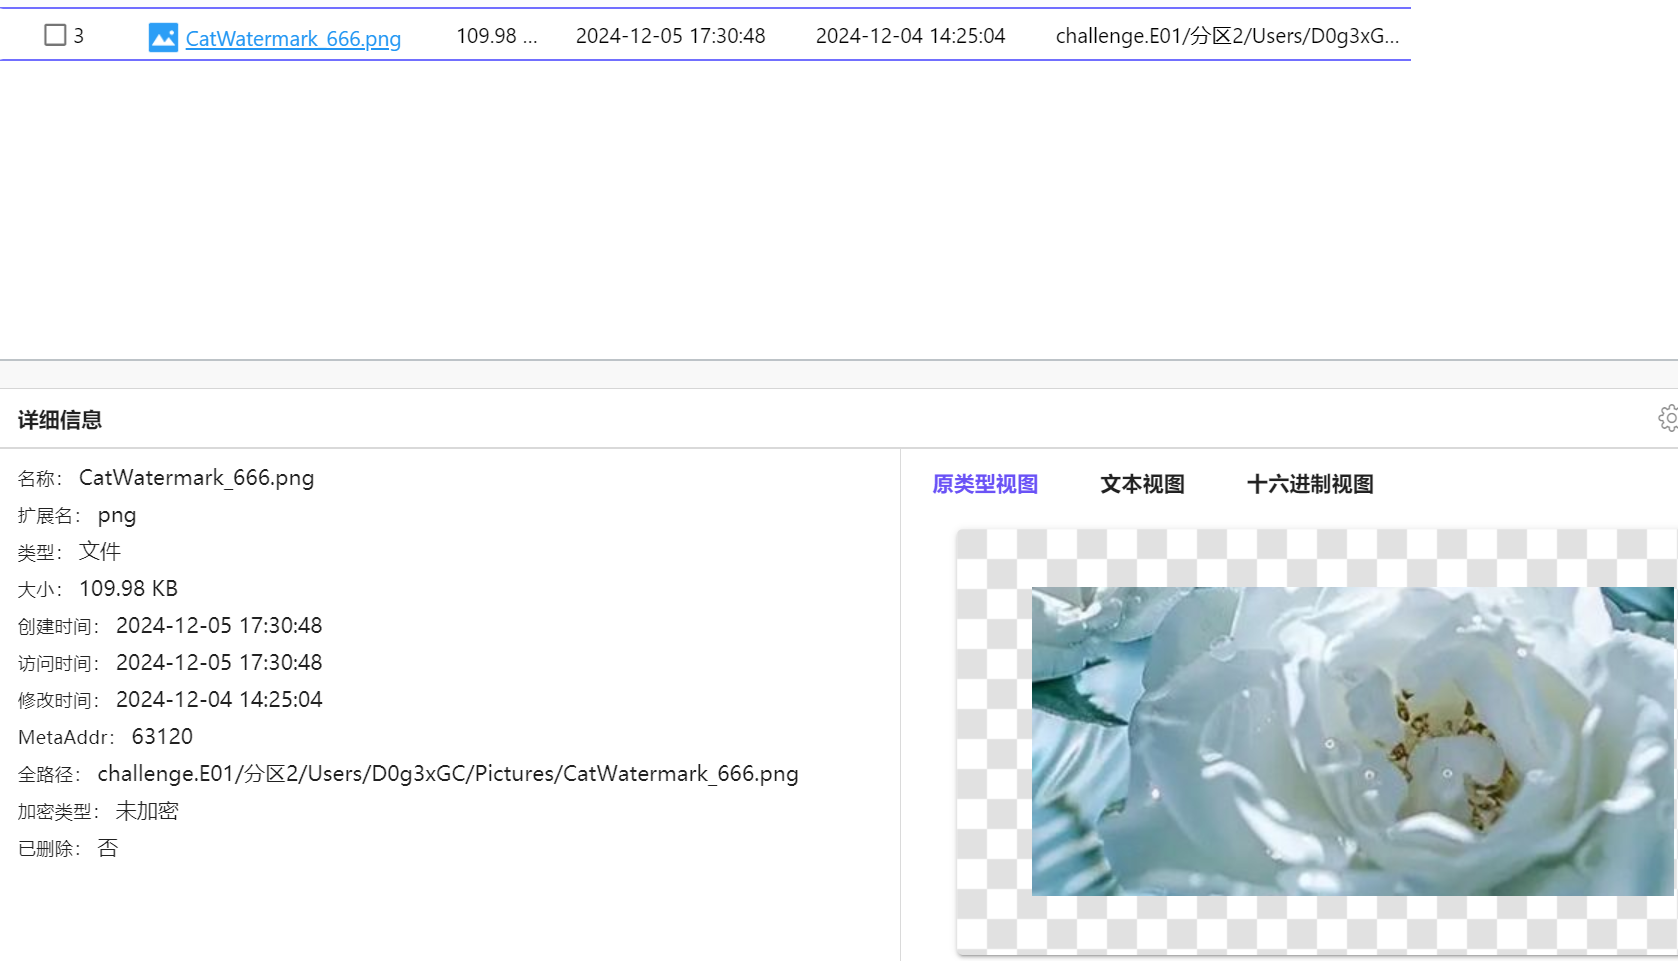 3 CatWatermark_666.png 109.98 ... 2024-12-05 17:30:48 2024-12-04 14:25:04 challenge.E01/分区2/Users/D0g3xG...
详细信息
名称： CatWatermark_666.png
扩展名： png
类型： 文件
大小： 109.98 KB
创建时间： 2024-12-05 17:30:48
访问时间： 2024-12-05 17:30:48
修改时间： 2024-12-04 14:25:04
MetaAddr： 63120
全路径： challenge.E01/分区2/Users/D0g3xGC/Pictures/CatWatermark_666.png
加密类型： 未加密
已删除： 否
原类型视图 文本视图 十六进制视图